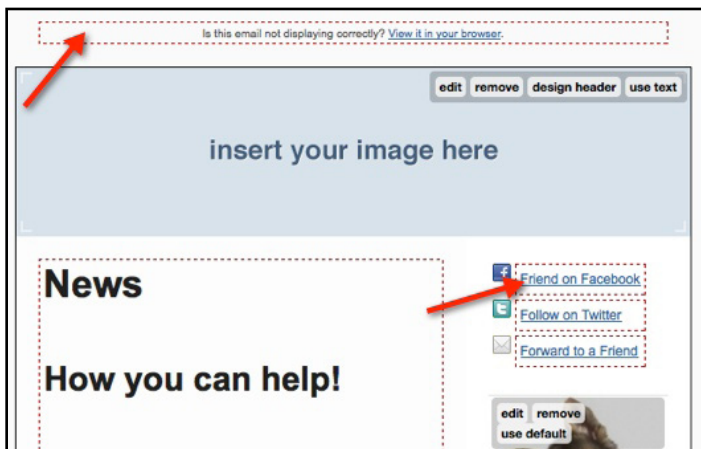 Is this email not displaying correctly? View it in your browser.
edit remove design header use text
insert your image here
News
How you can help!
Friend on Facebook
Follow on Twitter
Forward to a Friend
edit remove
use default